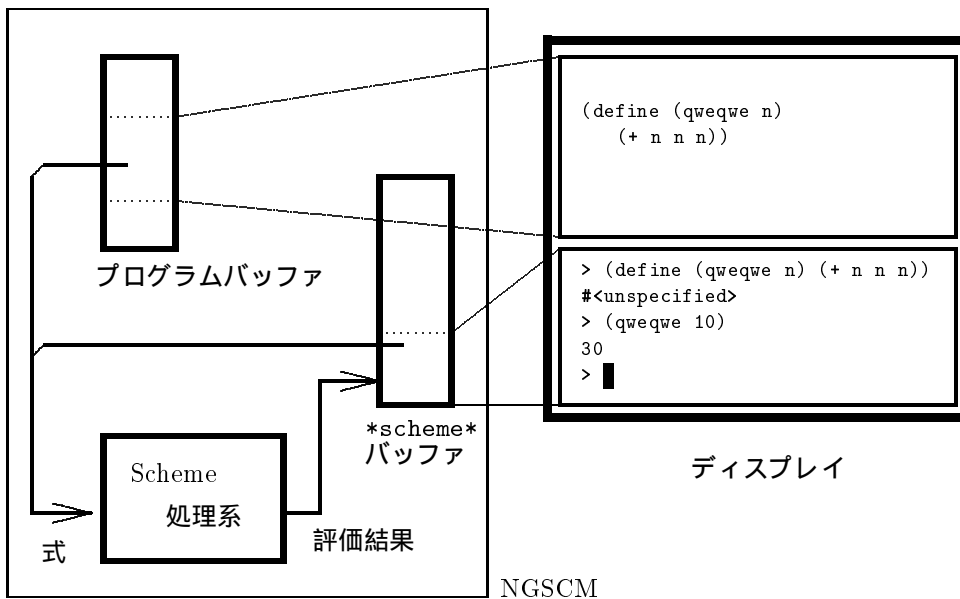 (define (qweqwe n)
(+ n n n))
プログラムバッファ
> (define (qweqwe n) (+ n n n))
#<unspecified>
> (qweqwe 10)
30
>
*scheme*
バッファ
ディスプレイ
Scheme
処理系
式
評価結果
NGSCM